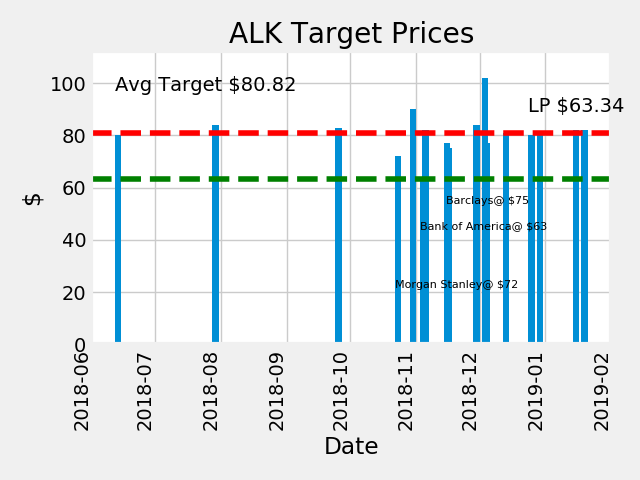 ALK Target Prices
Avg Target $80.82
LP $63.34
Barclays@ $75
Bank of America@ $63
Morgan Stanley@ $72
$
100
80
60
40
20
0
2018-06
2018-07
2018-08
2018-09
2018-10
2018-11
2018-12
2019-01
2019-02
Date